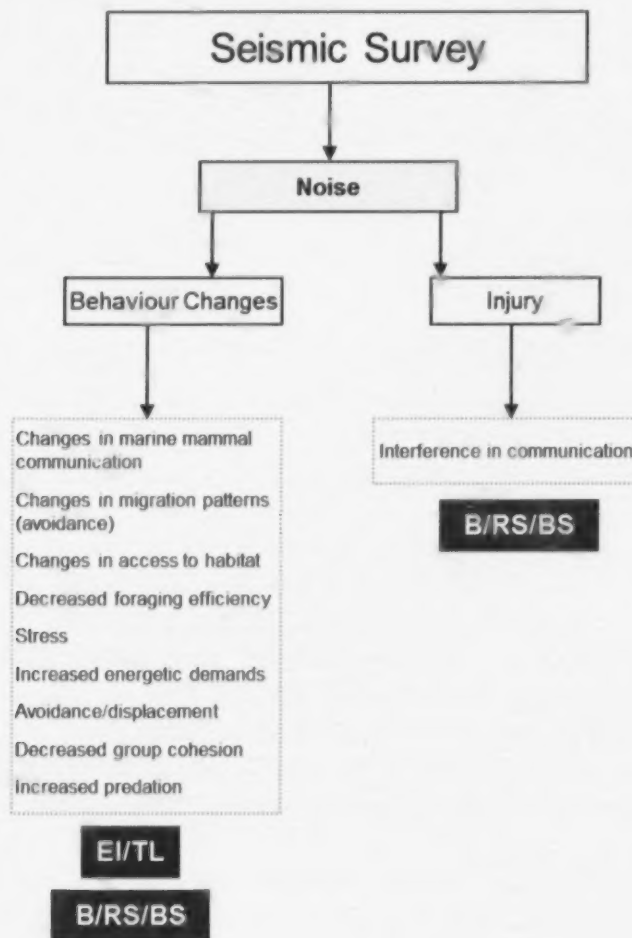 Seismic Survey
Noise
Behaviour Changes
Injury
Changes in marine mammal
communication
Changes in migration patterns
(avoidance)
Changes in access to habitat
Decreased foraging efficiency
Stress
Increased energetic demands
Avoidance/displacement
Decreased group cohesion
Increased predation
EI/TL
B/RS/BS
Interference in communication
B/RS/BS